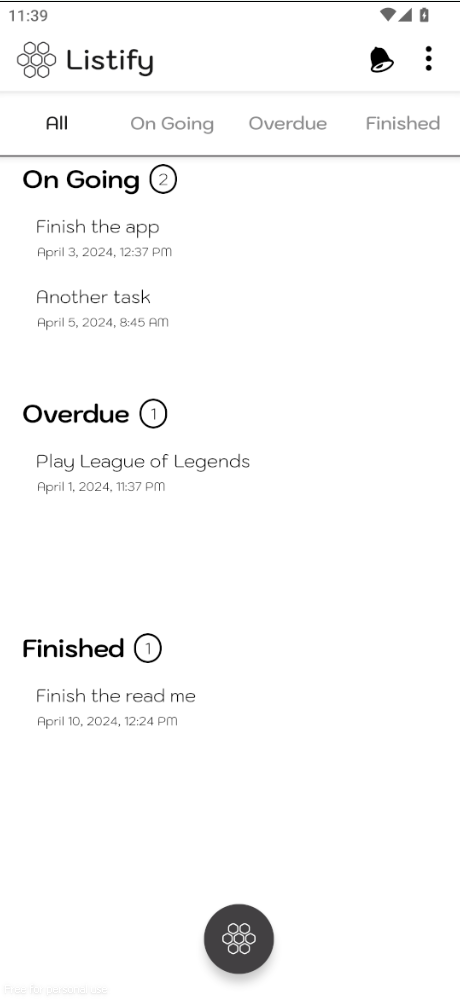 11:39
Listify
All On Going Overdue Finished
On Going 2
Finish the app
April 3, 2024, 12:37 PM
Another task
April 5, 2024, 8:45 AM
Overdue 1
Play League of Legends
April 1, 2024, 11:37 PM
Finished 1
Finish the read me
April 10, 2024, 12:24 PM
Free for personal use